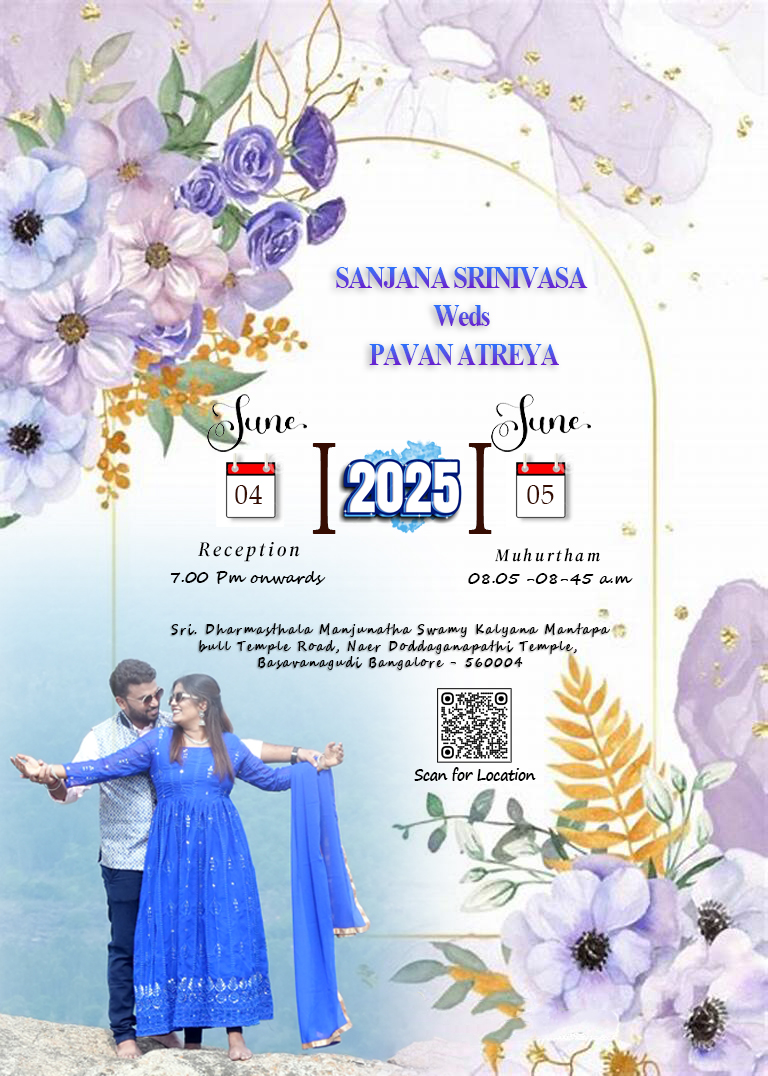 SANJANA SRINIVASA
Weds
PAVAN ATREYA
June
June
04
2025
05
Reception
Muhurtham
7.00 Pm onwards
08.05 -08-45 a.m
Sri. Dharmasthala Manjunatha Swamy Kalyana Mantapa
bull Temple Road, Naer Doddaganapathi Temple,
Basavanagudi Bangalore - 560004
Scan for Location